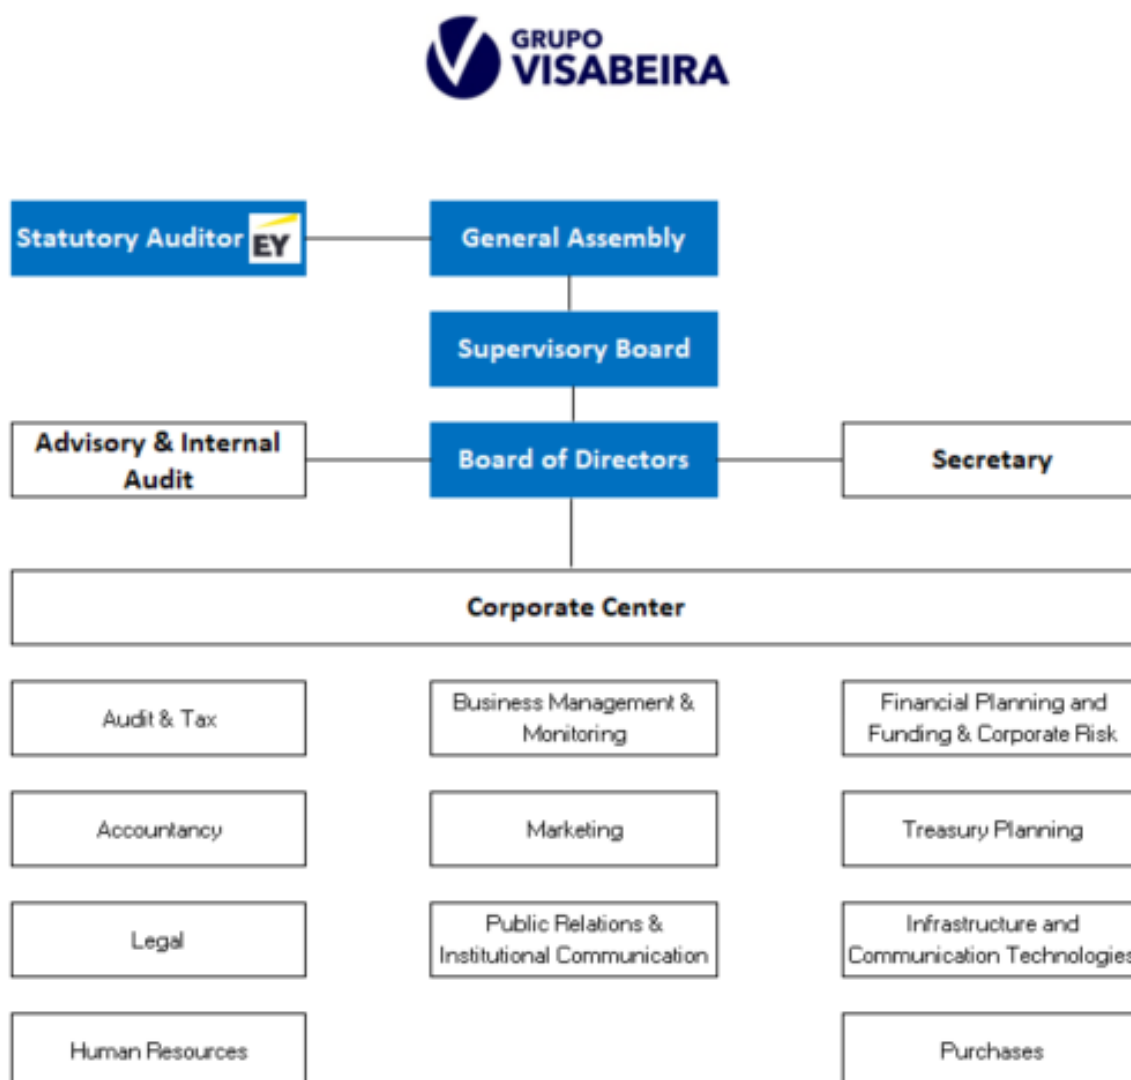 GRUPO
VISABEIRA
Statutory Auditor EY
General Assembly
Supervisory Board
Advisory & Internal
Audit
Board of Directors
Secretary
Corporate Center
Audit & Tax
Business Management &
Monitoring
Financial Planning and
Funding & Corporate Risk
Accountancy
Marketing
Treasury Planning
Legal
Public Relations &
Institutional Communication
Infrastructure and
Communication Technologies
Human Resources
Purchases